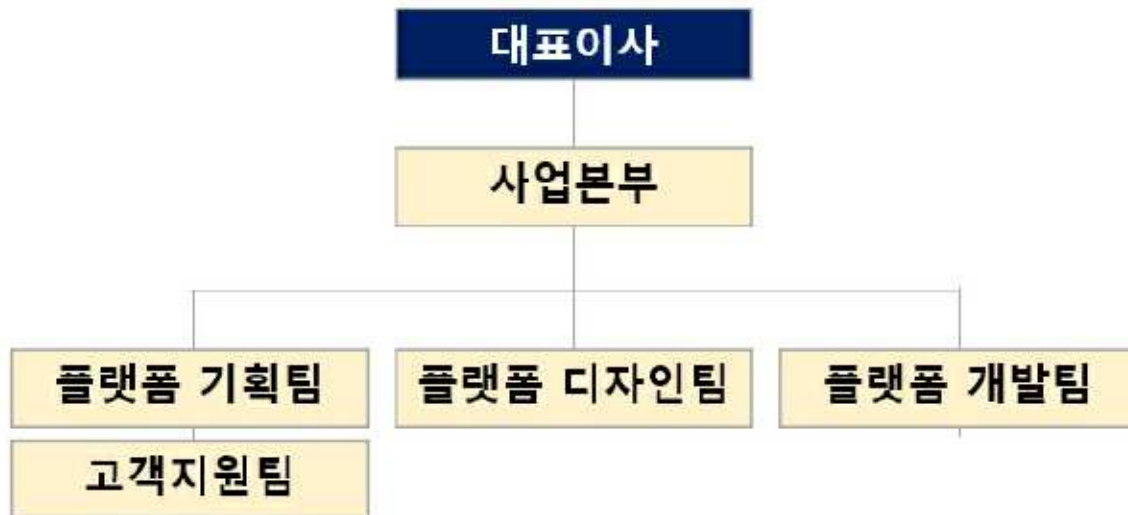 대표이사
사업본부
플랫폼 기획팀
플랫폼 디자인팀
플랫폼 개발팀
고객지원팀